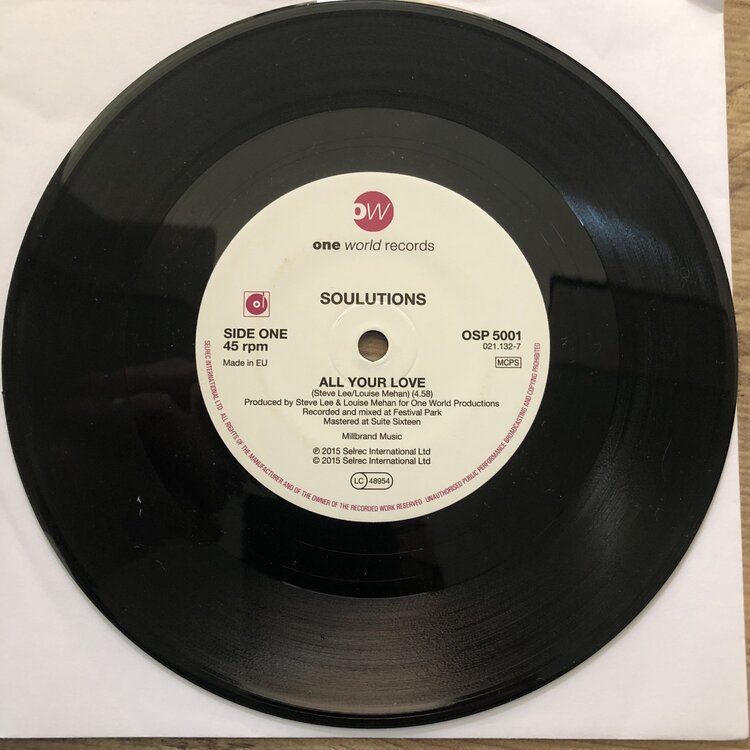 OW
one world records
SOULUTIONS
SIDE ONE
45 rpm
Made in EU
OSP 5001
021.132-7
MCPS
ALL YOUR LOVE
(Steve Lee/Louise Mehan) (4.58)
Produced by Steve Lee & Louise Mehan for One World Productions
Recorded and mixed at Festival Park
Mastered at Suite Sixteen
Millbrand Music
℗ 2015 Selrec International Ltd
© 2015 Selrec International Ltd
LC 48954
SELREC INTERNATIONAL LTD · ALL RIGHTS OF THE MANUFACTURER AND OF THE OWNER OF THE RECORDED WORK RESERVED · UNAUTHORISED PUBLIC PERFORMANCE BROADCASTING AND COPYING PROHIBITED